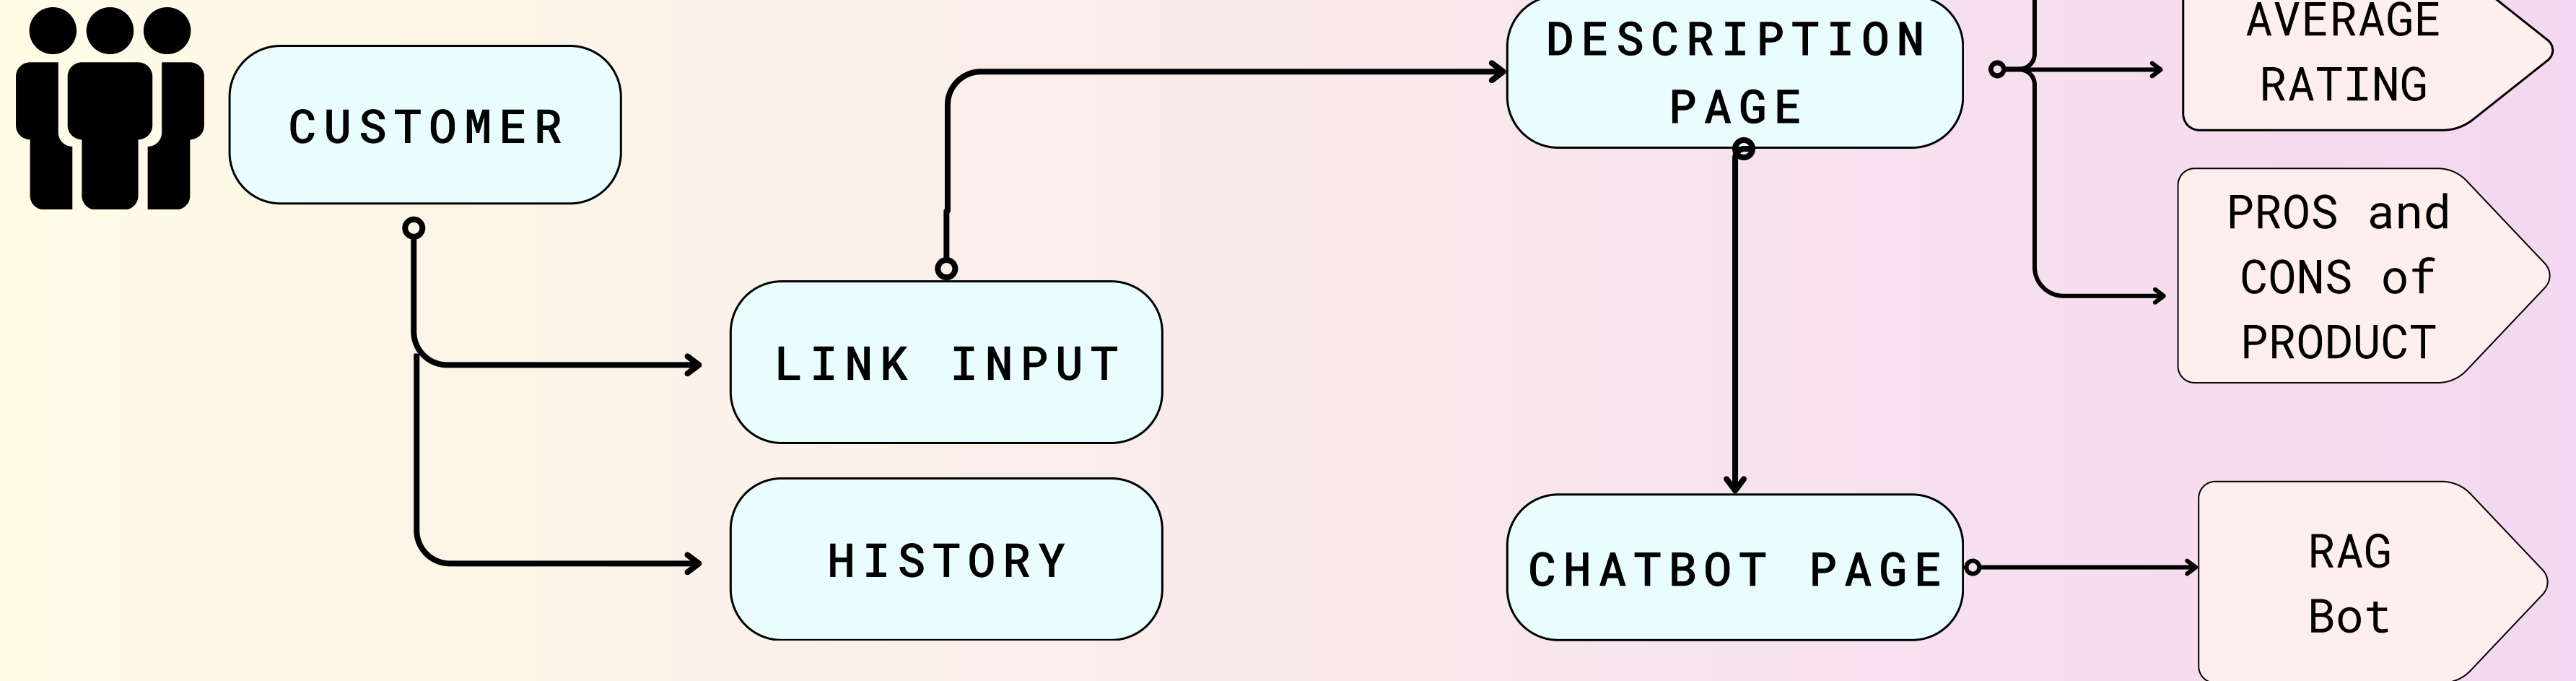 CUSTOMER
LINK INPUT
HISTORY
DESCRIPTION
PAGE
CHATBOT PAGE
AVERAGE
RATING
PROS and
CONS of
PRODUCT
RAG
Bot